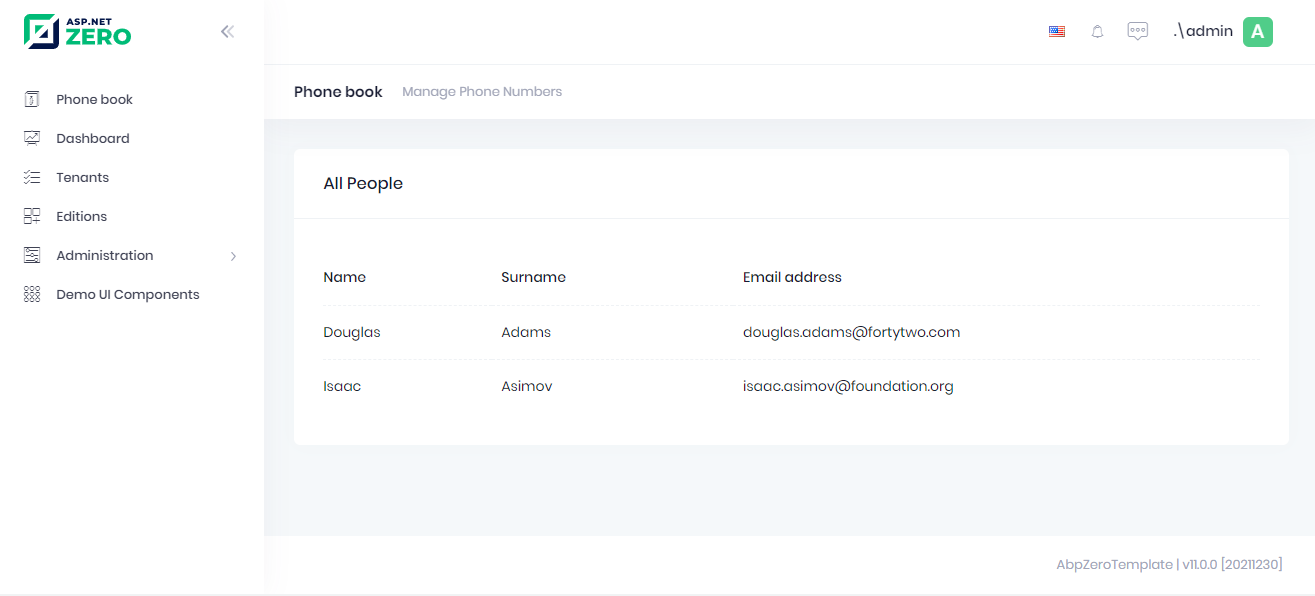 ASP.NET
ZERO
.\admin
A
Phone book
Dashboard
Tenants
Editions
Administration
Demo UI Components
Phone book Manage Phone Numbers
All People
Name Surname Email address
Douglas Adams douglas.adams@fortytwo.com
Isaac Asimov isaac.asimov@foundation.org
AbpZeroTemplate | v11.0.0 [20211230]